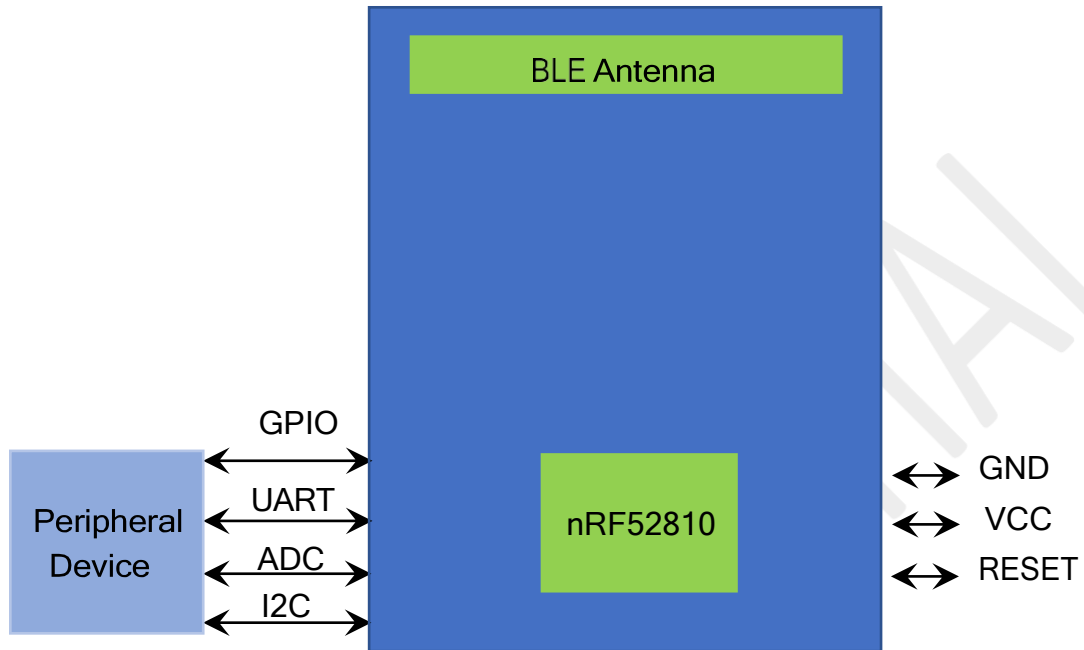 BLE Antenna
GPIO
UART
ADC
I2C
Peripheral
Device
nRF52810
GND
VCC
RESET